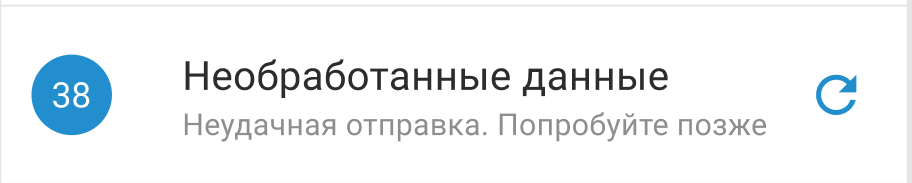 38
Необработанные данные
Неудачная отправка. Попробуйте позже